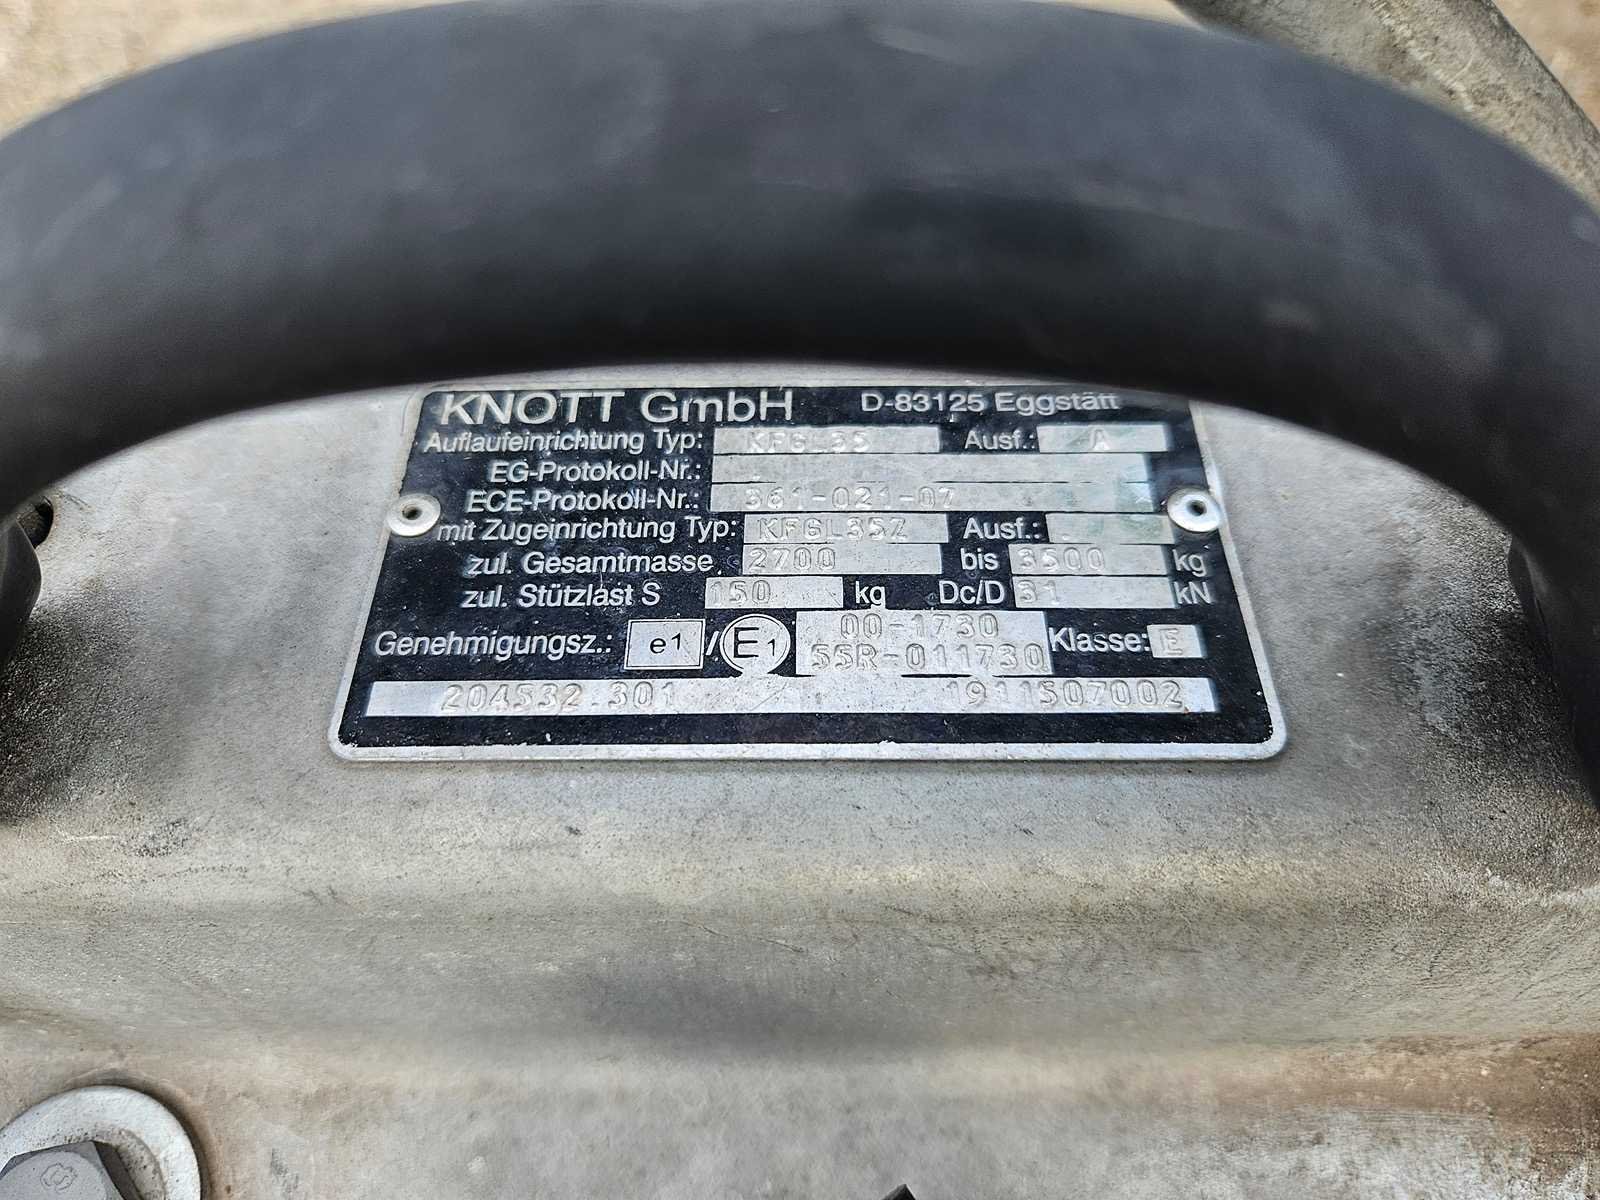 KNOTT GmbH D-83125 Eggstätt
Auflaufeinrichtung Typ: KFGL35 Ausf.: A
EG-Protokoll-Nr.:
ECE-Protokoll-Nr.: 361-021-07
mit Zugeinrichtung Typ: KFGL35Z Ausf.:
zul. Gesamtmasse 2700 bis 3500 kg
zul. Stützlast S 150 kg Dc/D 31 kN
Genehmigungsz.: e1 / E1 00-1730 Klasse: E
55R-011730
204532.301 1911507002